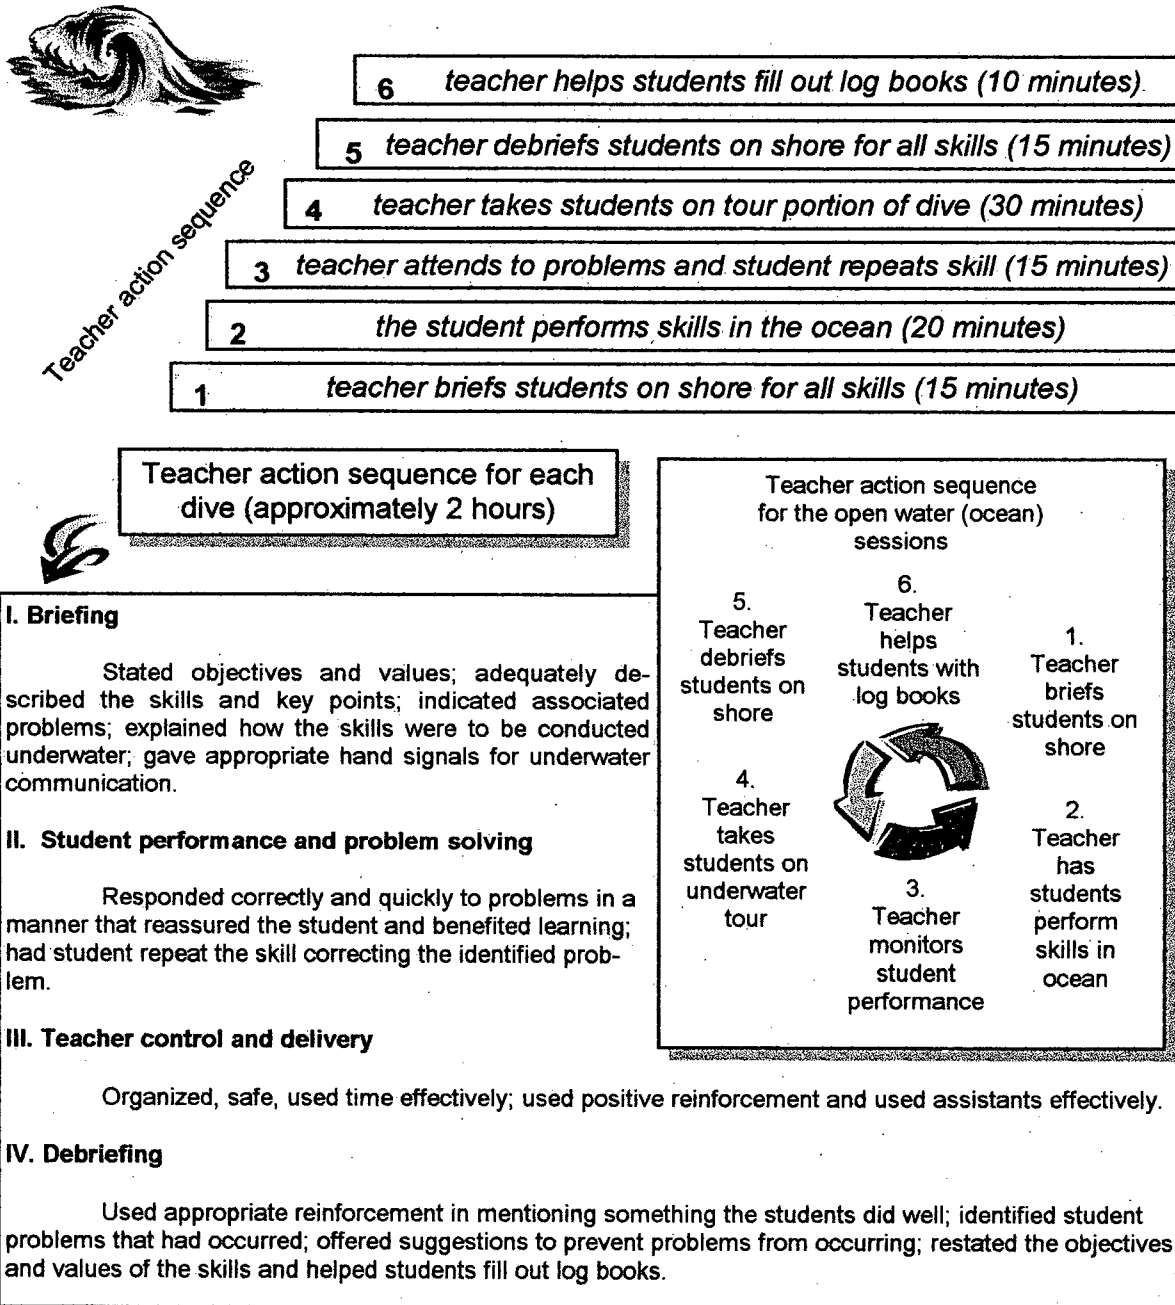 6 teacher helps students fill out log books (10 minutes)
5 teacher debriefs students on shore for all skills (15 minutes)
4 teacher takes students on tour portion of dive (30 minutes)
3 teacher attends to problems and student repeats skill (15 minutes)
2 the student performs skills in the ocean (20 minutes)
1 teacher briefs students on shore for all skills (15 minutes)
Teacher action sequence
Teacher action sequence for each
dive (approximately 2 hours)
Teacher action sequence
for the open water (ocean)
sessions
6.
Teacher
helps
students with
log books
1.
Teacher
briefs
students on
shore
2.
Teacher
has
students
perform
skills in
ocean
3.
Teacher
monitors
student
performance
4.
Teacher
takes
students on
underwater
tour
5.
Teacher
debriefs
students on
shore
I. Briefing
Stated objectives and values; adequately de-
scribed the skills and key points; indicated associated
problems; explained how the skills were to be conducted
underwater; gave appropriate hand signals for underwater
communication.
II. Student performance and problem solving
Responded correctly and quickly to problems in a
manner that reassured the student and benefited learning;
had student repeat the skill correcting the identified prob-
lem.
III. Teacher control and delivery
Organized, safe, used time effectively; used positive reinforcement and used assistants effectively.
IV. Debriefing
Used appropriate reinforcement in mentioning something the students did well; identified student
problems that had occurred; offered suggestions to prevent problems from occurring; restated the objectives
and values of the skills and helped students fill out log books.